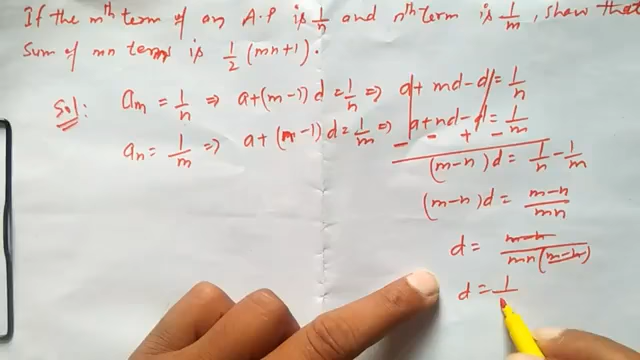 If the mth term of an A.P is 1/n and nth term is 1/m, show that
Sum of mn terms is 1/2 (mn+1).
Sol: am = 1/n ⇒ a+(m-1)d = 1/n ⇒ a+md-d = 1/n
an = 1/m ⇒ a+(n-1)d = 1/m ⇒ a+nd-d = 1/m
- - + -
(m-n)d = 1/n - 1/m
(m-n)d = m-n/mn
d = m-n/mn(m-n)
d = 1/